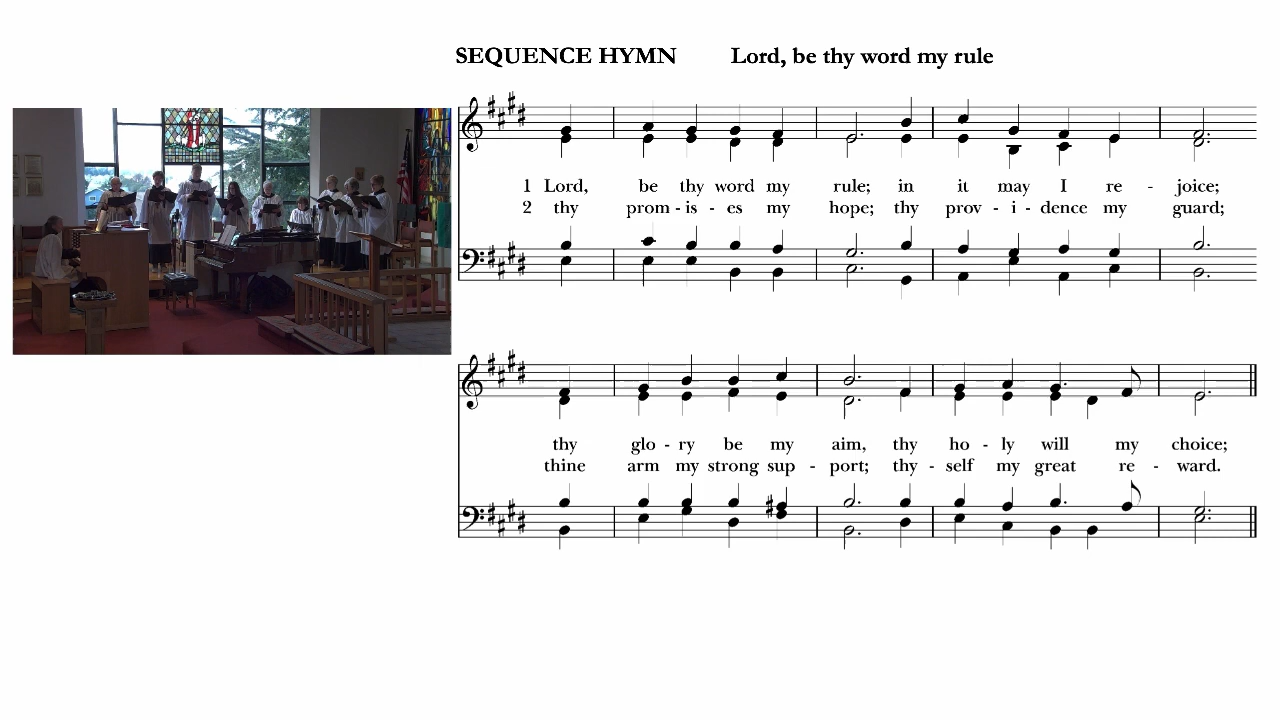 SEQUENCE HYMN Lord, be thy word my rule
1 Lord, be thy word my rule; in it may I re - joice;
2 thy prom - is - es my hope; thy prov - i - dence my guard;
thy glo - ry be my aim, thy ho - ly will my choice;
thine arm my strong sup - port; thy - self my great re - ward.